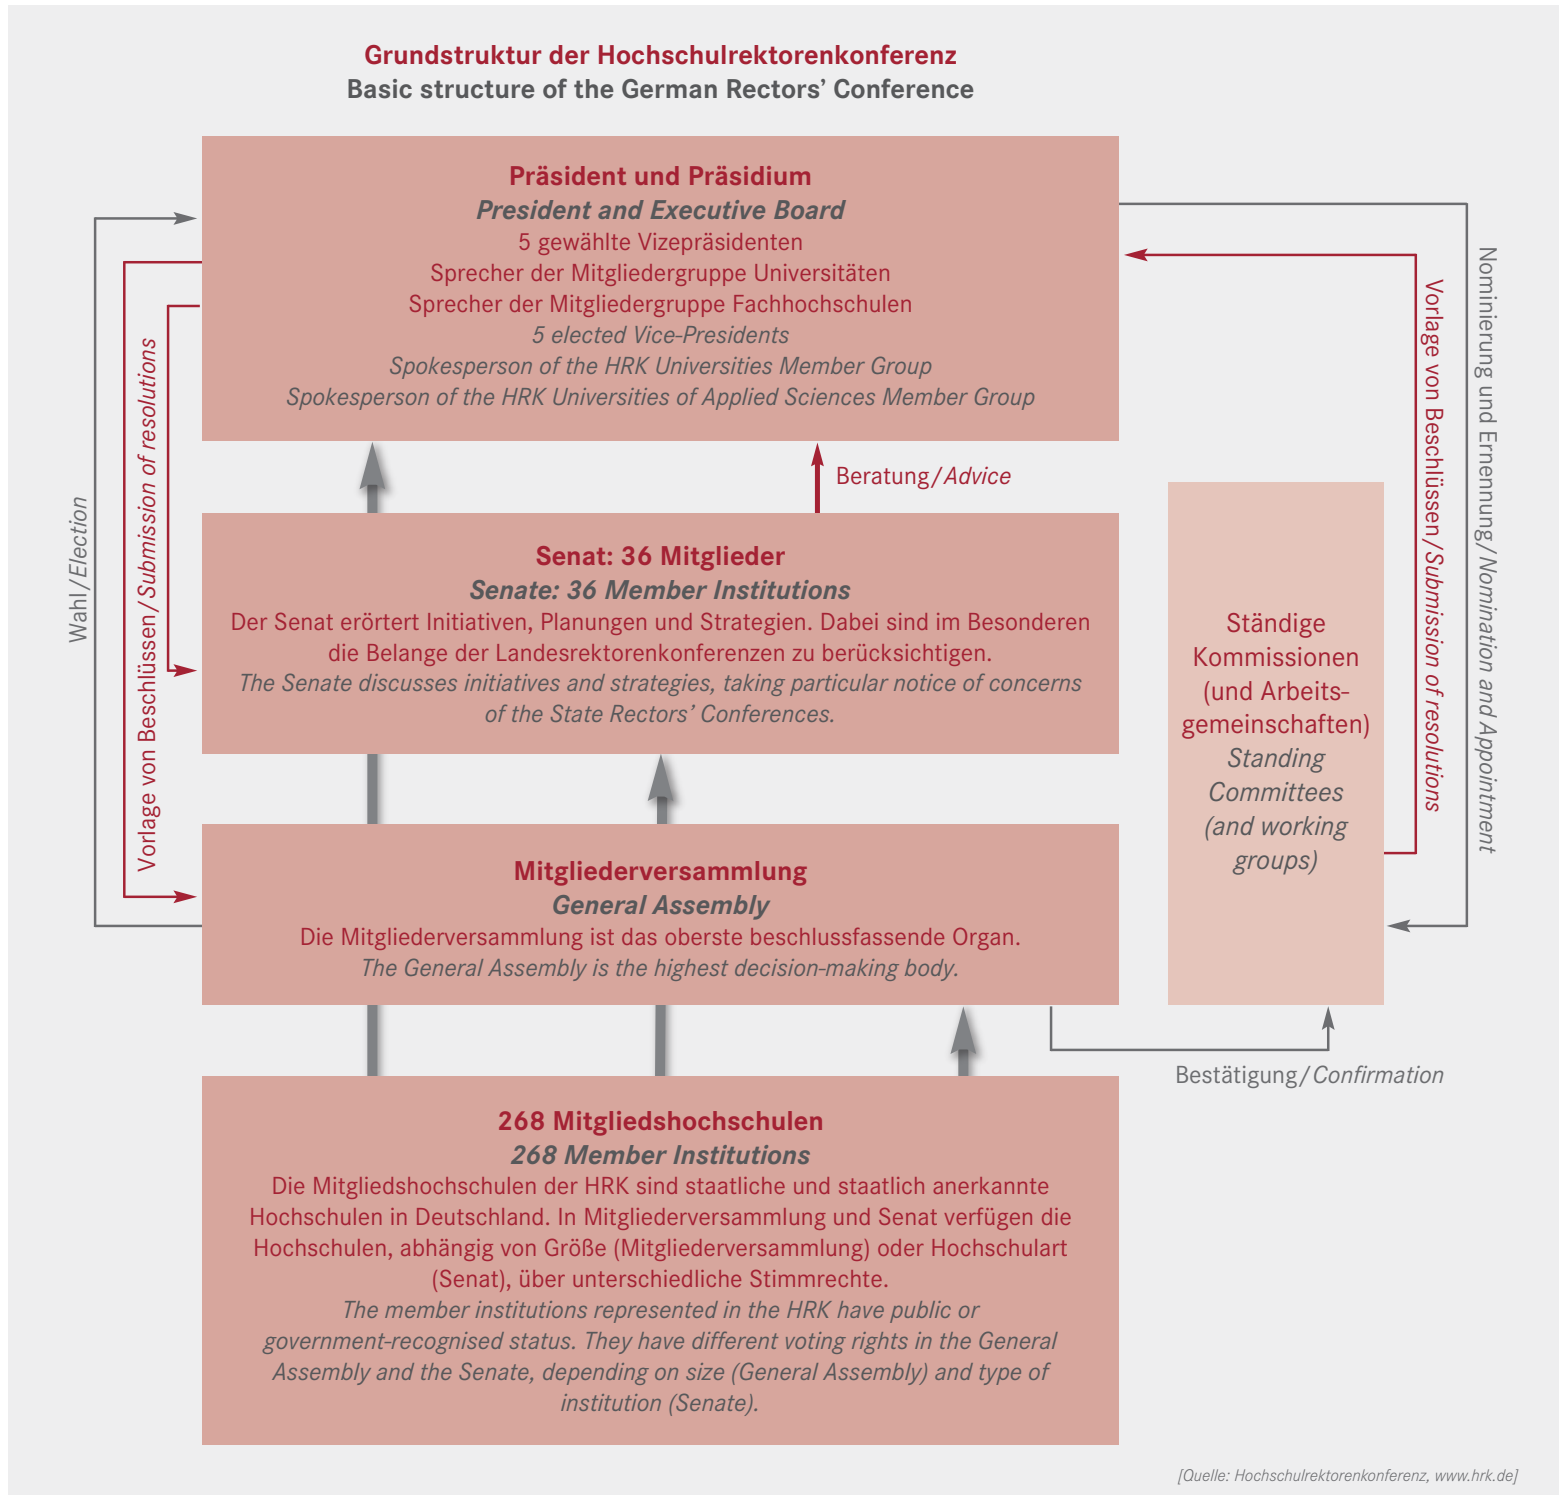 Grundstruktur der Hochschulrektorenkonferenz
Basic structure of the German Rectors’ Conference
Präsident und Präsidium
President and Executive Board
5 gewählte Vizepräsidenten
Sprecher der Mitgliedergruppe Universitäten
Sprecher der Mitgliedergruppe Fachhochschulen
5 elected Vice-Presidents
Spokesperson of the HRK Universities Member Group
Spokesperson of the HRK Universities of Applied Sciences Member Group
Wahl/Election
Vorlage von Beschlüssen/Submission of resolutions
Beratung/Advice
Vorlage von Beschlüssen/Submission of resolutions
Nominierung und Ernennung/Nomination and Appointment
Senat: 36 Mitglieder
Senate: 36 Member Institutions
Der Senat erörtert Initiativen, Planungen und Strategien. Dabei sind im Besonderen
die Belange der Landesrektorenkonferenzen zu berücksichtigen.
The Senate discusses initiatives and strategies, taking particular notice of concerns
of the State Rectors’ Conferences.
Ständige
Kommissionen
(und Arbeits-
gemeinschaften)
Standing
Committees
(and working
groups)
Mitgliederversammlung
General Assembly
Die Mitgliederversammlung ist das oberste beschlussfassende Organ.
The General Assembly is the highest decision-making body.
Bestätigung/Confirmation
268 Mitgliedshochschulen
268 Member Institutions
Die Mitgliedshochschulen der HRK sind staatliche und staatlich anerkannte
Hochschulen in Deutschland. In Mitgliederversammlung und Senat verfügen die
Hochschulen, abhängig von Größe (Mitgliederversammlung) oder Hochschulart
(Senat), über unterschiedliche Stimmrechte.
The member institutions represented in the HRK have public or
government-recognised status. They have different voting rights in the General
Assembly and the Senate, depending on size (General Assembly) and type of
institution (Senate).
[Quelle: Hochschulrektorenkonferenz, www.hrk.de]